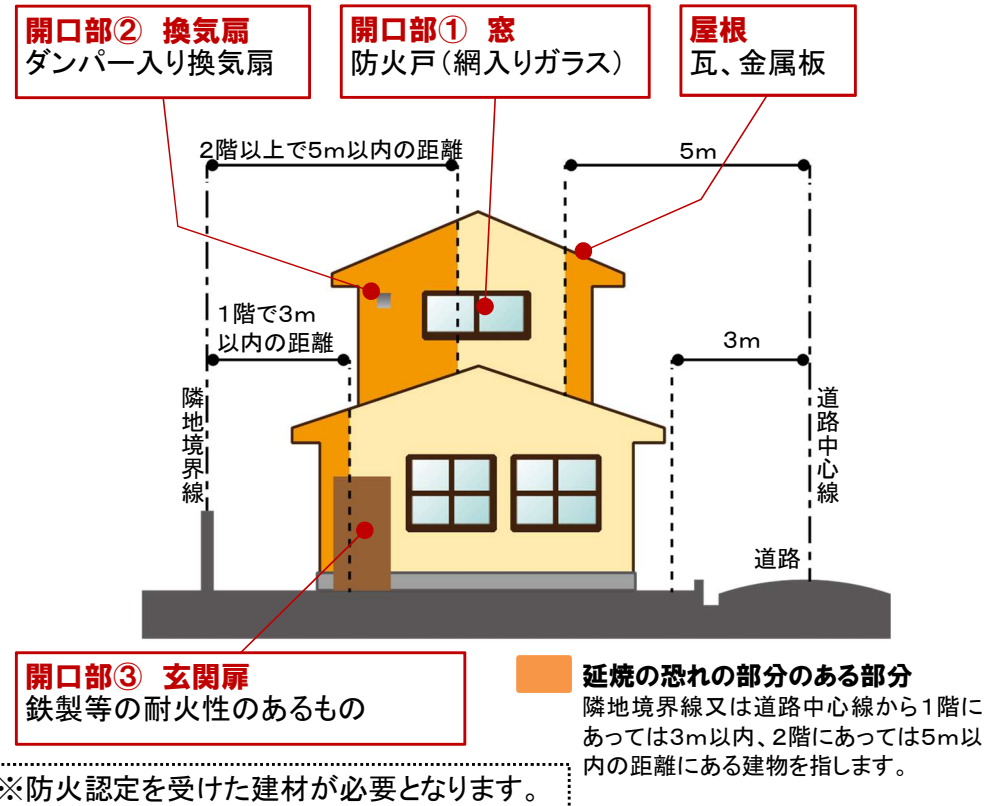 開口部② 換気扇
ダンパー入り換気扇
開口部① 窓
防火戸(網入りガラス)
屋根
瓦、金属板
2階以上で5m以内の距離
5m
1階で3m
以内の距離
3m
隣地境界線
道路中心線
道路
開口部③ 玄関扉
鉄製等の耐火性のあるもの
延焼の恐れの部分のある部分
隣地境界線又は道路中心線から1階に
あっては3m以内、2階にあっては5m以
内の距離にある建物を指します。
※防火認定を受けた建材が必要となります。